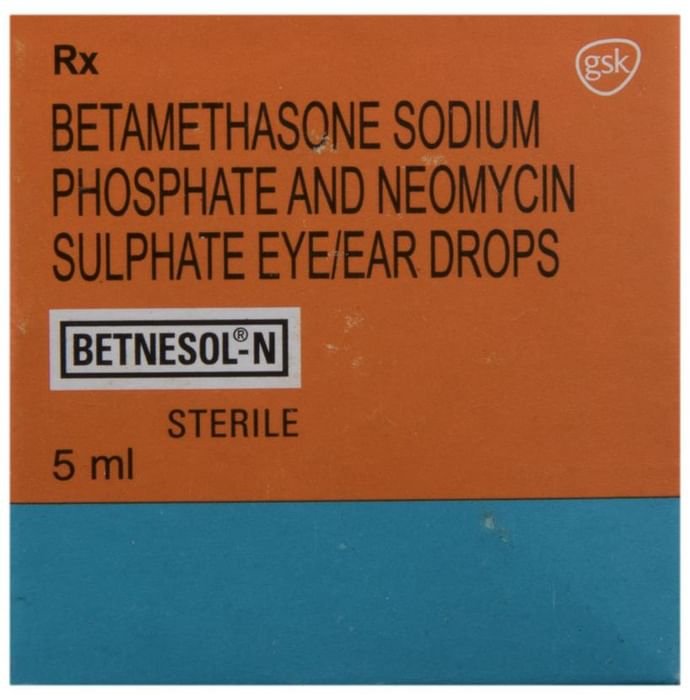 Rx
gsk
BETAMETHASONE SODIUM
PHOSPHATE AND NEOMYCIN
SULPHATE EYE/EAR DROPS
BETNESOL®-N
STERILE
5 ml